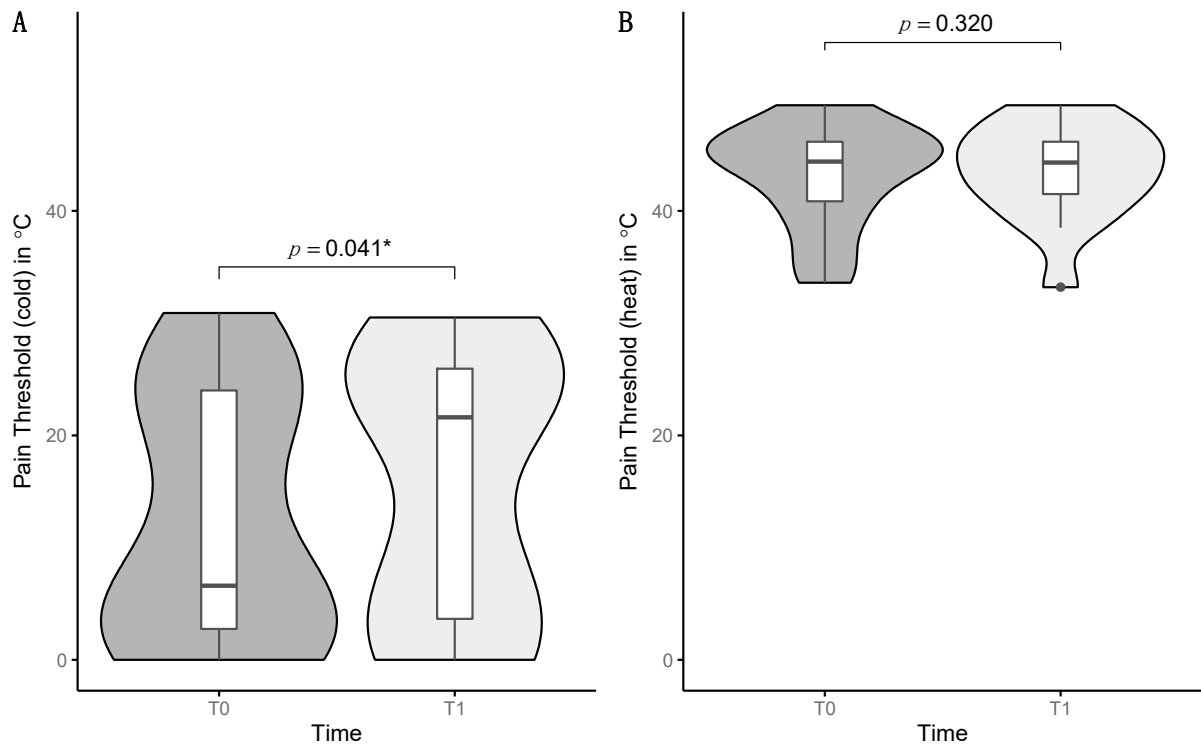 A
p = 0.041*
Pain Threshold (cold) in °C
40
20
0
T0
T1
Time
B
p = 0.320
Pain Threshold (heat) in °C
40
20
0
T0
T1
Time